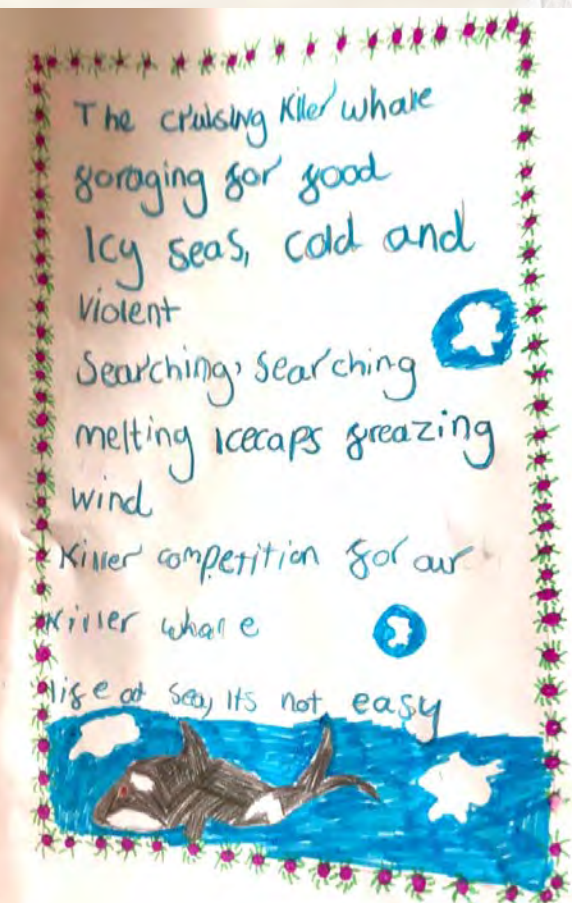 The cruising Killer whale
foraging for food
Icy seas, cold and
violent
Searching, searching
melting icecaps freazing
wind
Killer competition for our
Killer whale
life at sea, its not easy